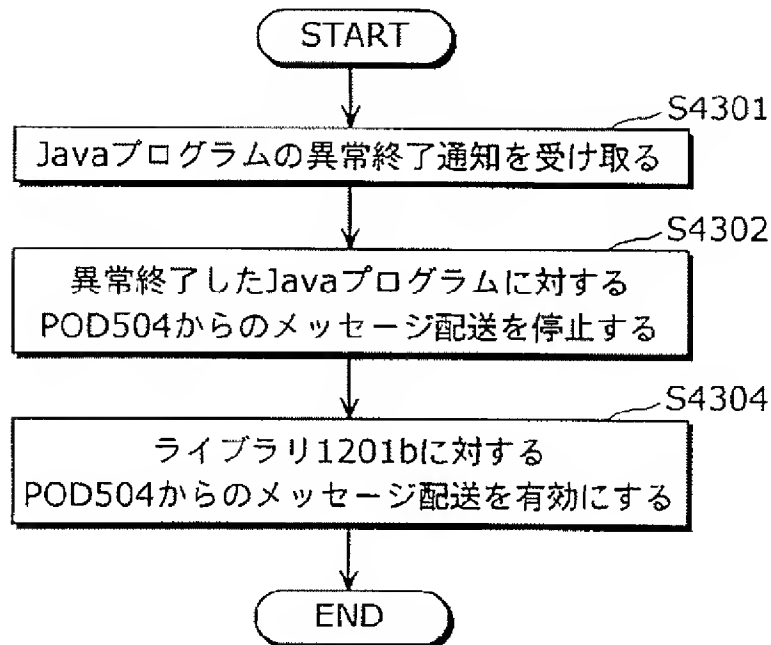 START
S4301
Javaプログラムの異常終了通知を受け取る
S4302
異常終了したJavaプログラムに対する
POD504からのメッセージ配送を停止する
S4304
ライブラリ1201bに対する
POD504からのメッセージ配送を有効にする
END